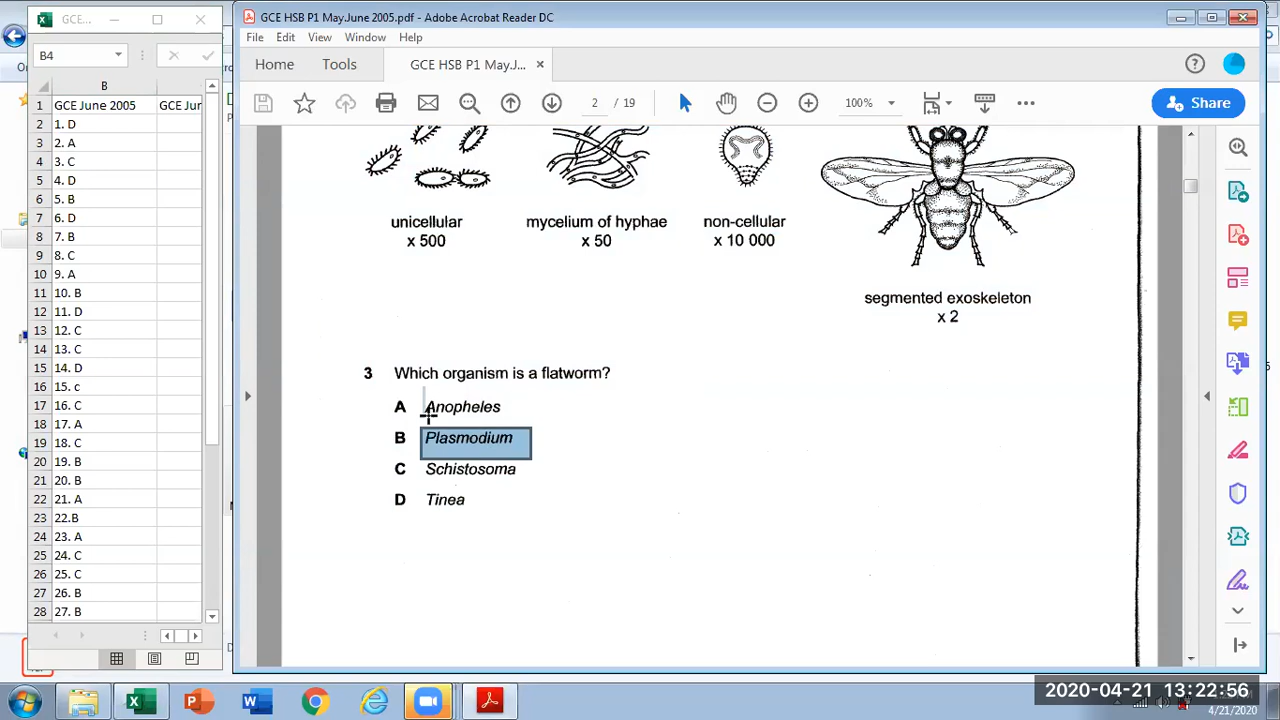 GCE...
GCE HSB P1 May.June 2005.pdf - Adobe Acrobat Reader DC
File Edit View Window Help
B4
Home Tools GCE HSB P1 May.J...
2 / 19
100%
Share
B
1 GCE June 2005 GCE Jur
2 1. D
3 2. A
4 3. C
5 4. D
6 5. B
7 6. D
8 7. B
9 8. C
10 9. A
11 10. B
12 11. D
13 12. C
14 13. C
15 14. D
16 15. c
17 16. C
18 17. A
19 18. C
20 19. B
21 20. B
22 21. A
23 22.B
24 23. A
25 24. C
26 25. C
27 26. B
28 27. B
unicellular
x 500
mycelium of hyphae
x 50
non-cellular
x 10 000
segmented exoskeleton
x 2
3 Which organism is a flatworm?
A Anopheles
B Plasmodium
C Schistosoma
D Tinea
2020-04-21 13:22:56
4/21/2020